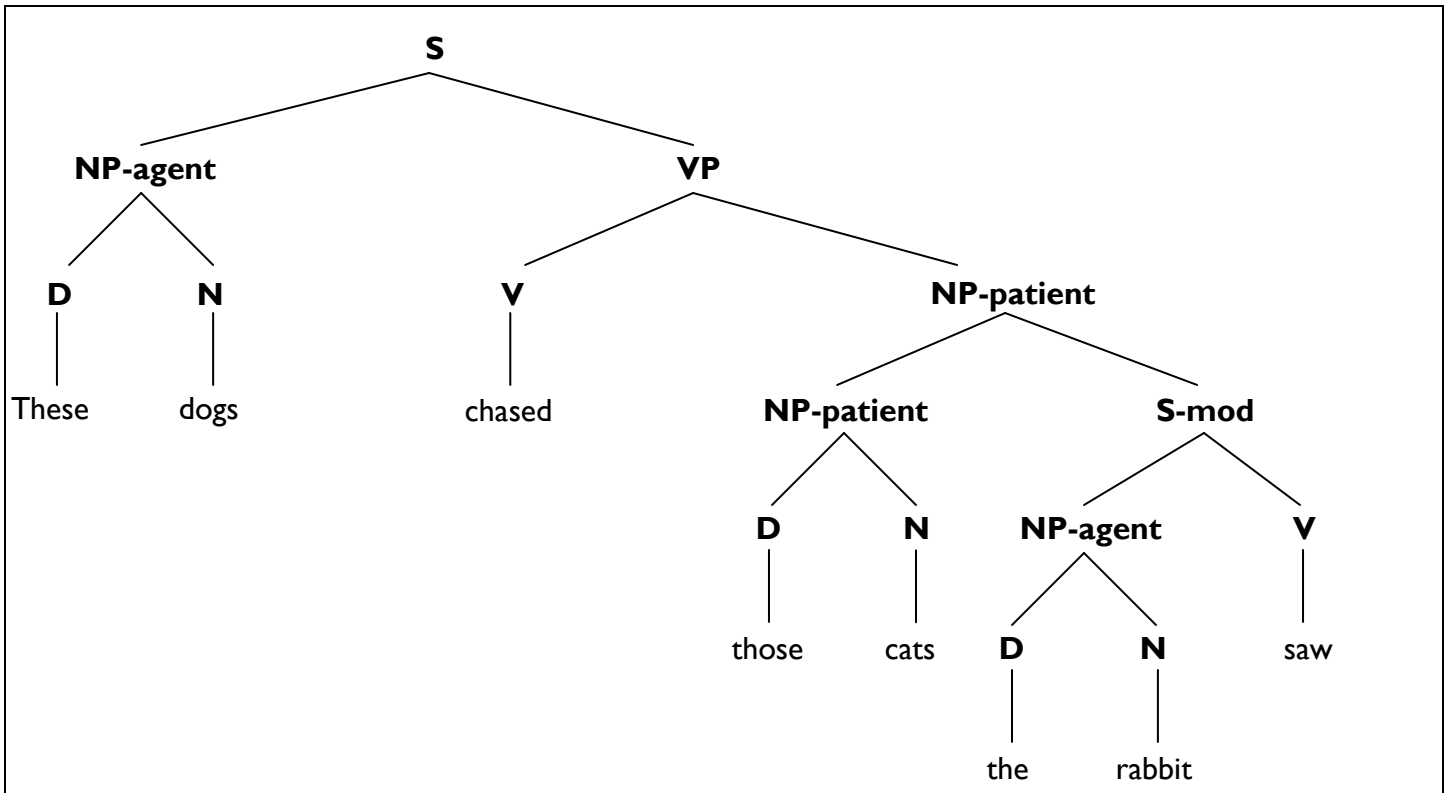 S
NP-agent VP
D N V NP-patient
These dogs chased NP-patient S-mod
D N NP-agent V
those cats D N saw
the rabbit